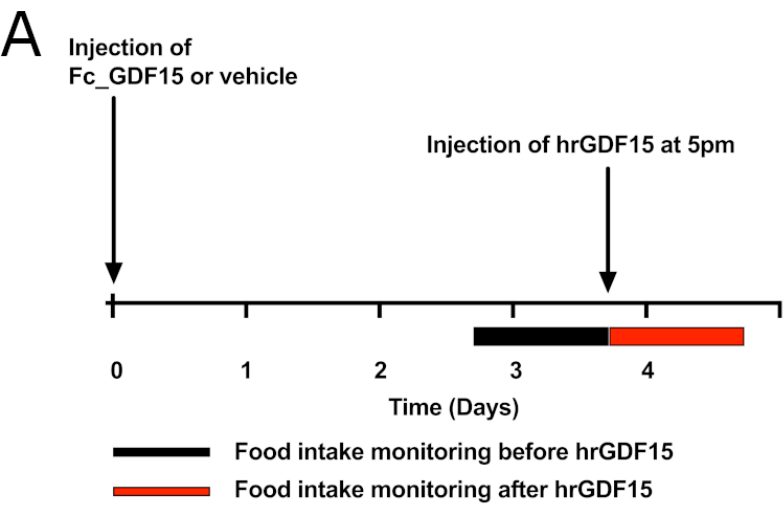 A
Injection of
Fc_GDF15 or vehicle
Injection of hrGDF15 at 5pm
0 1 2 3 4
Time (Days)
Food intake monitoring before hrGDF15
Food intake monitoring after hrGDF15